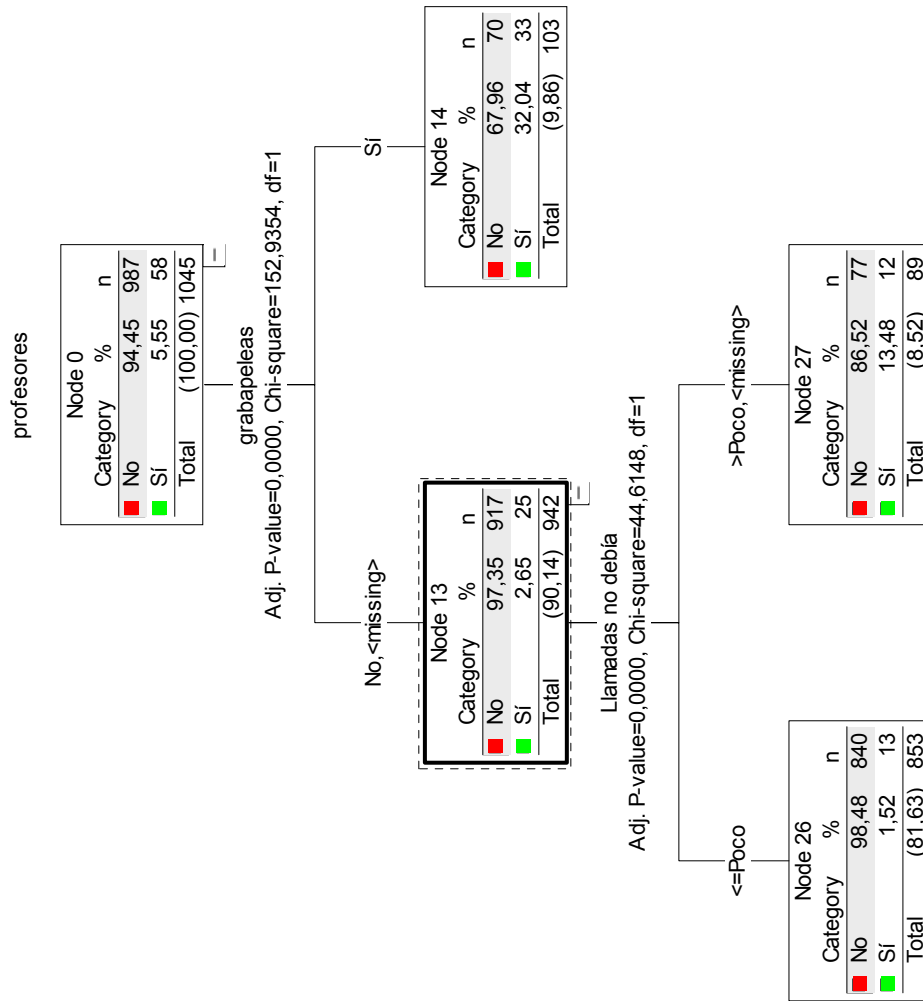 profesores
Node 0
Category % n
No 94,45 987
Sí 5,55 58
Total (100,00) 1045
grabapeleas
Adj. P-value=0,0000, Chi-square=152,9354, df=1
No,<missing>
Sí
Node 13
Category % n
No 97,35 917
Sí 2,65 25
Total (90,14) 942
Node 14
Category % n
No 67,96 70
Sí 32,04 33
Total (9,86) 103
Llamadas no debía
Adj. P-value=0,0000, Chi-square=44,6148, df=1
<=Poco
>Poco,<missing>
Node 26
Category % n
No 98,48 840
Sí 1,52 13
Total (81,63) 853
Node 27
Category % n
No 86,52 77
Sí 13,48 12
Total (8,52) 89